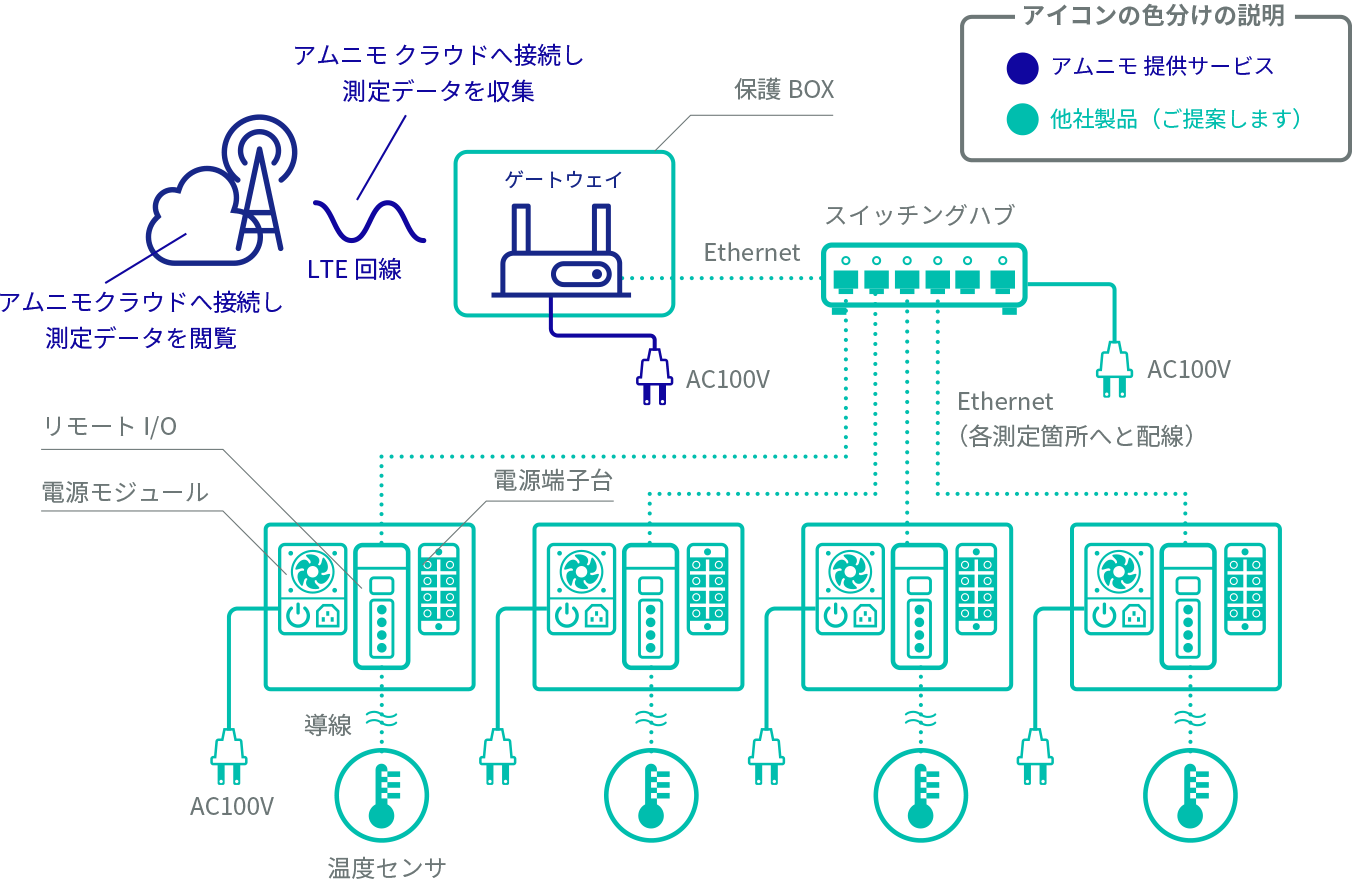 アイコンの色分けの説明
アムニモ 提供サービス
他社製品（ご提案します）
アムニモ クラウドへ接続し
測定データを収集
保護 BOX
ゲートウェイ
スイッチングハブ
Ethernet
LTE 回線
アムニモクラウドへ接続し
測定データを閲覧
AC100V
AC100V
Ethernet
（各測定箇所へと配線）
リモート I/O
電源モジュール
電源端子台
導線
AC100V
温度センサ